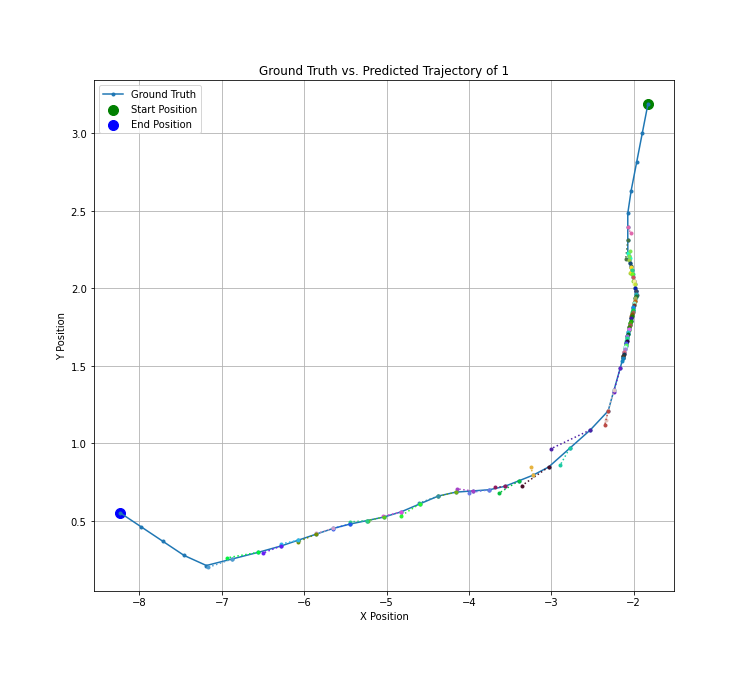 Ground Truth vs. Predicted Trajectory of 1
Ground Truth
Start Position
End Position
3.0
2.5
2.0
1.5
1.0
0.5
Y Position
−8
−7
−6
−5
−4
−3
−2
X Position